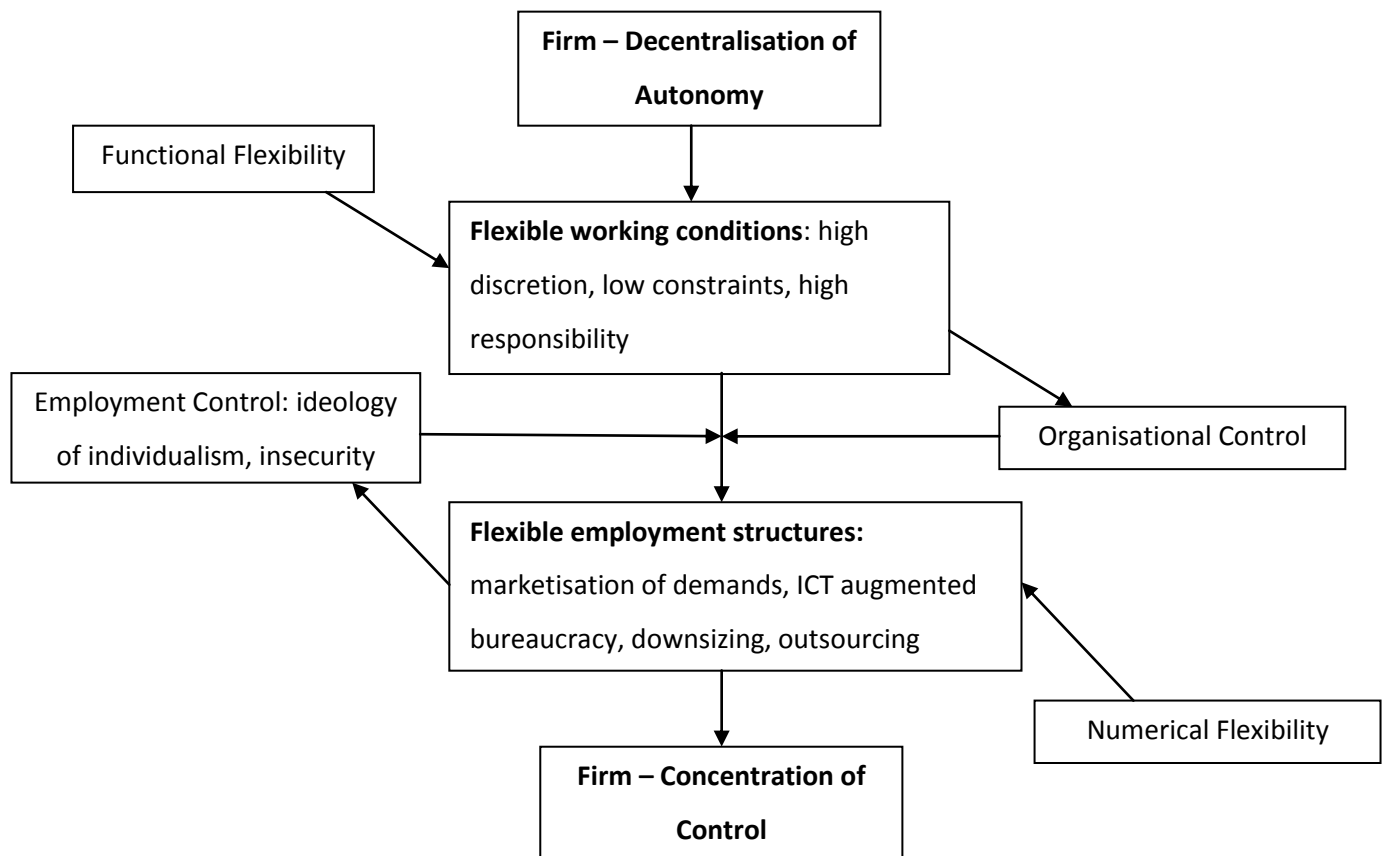 Firm – Decentralisation of
Autonomy
Functional Flexibility
Flexible working conditions: high
discretion, low constraints, high
responsibility
Employment Control: ideology
of individualism, insecurity
Organisational Control
Flexible employment structures:
marketisation of demands, ICT augmented
bureaucracy, downsizing, outsourcing
Numerical Flexibility
Firm – Concentration of
Control